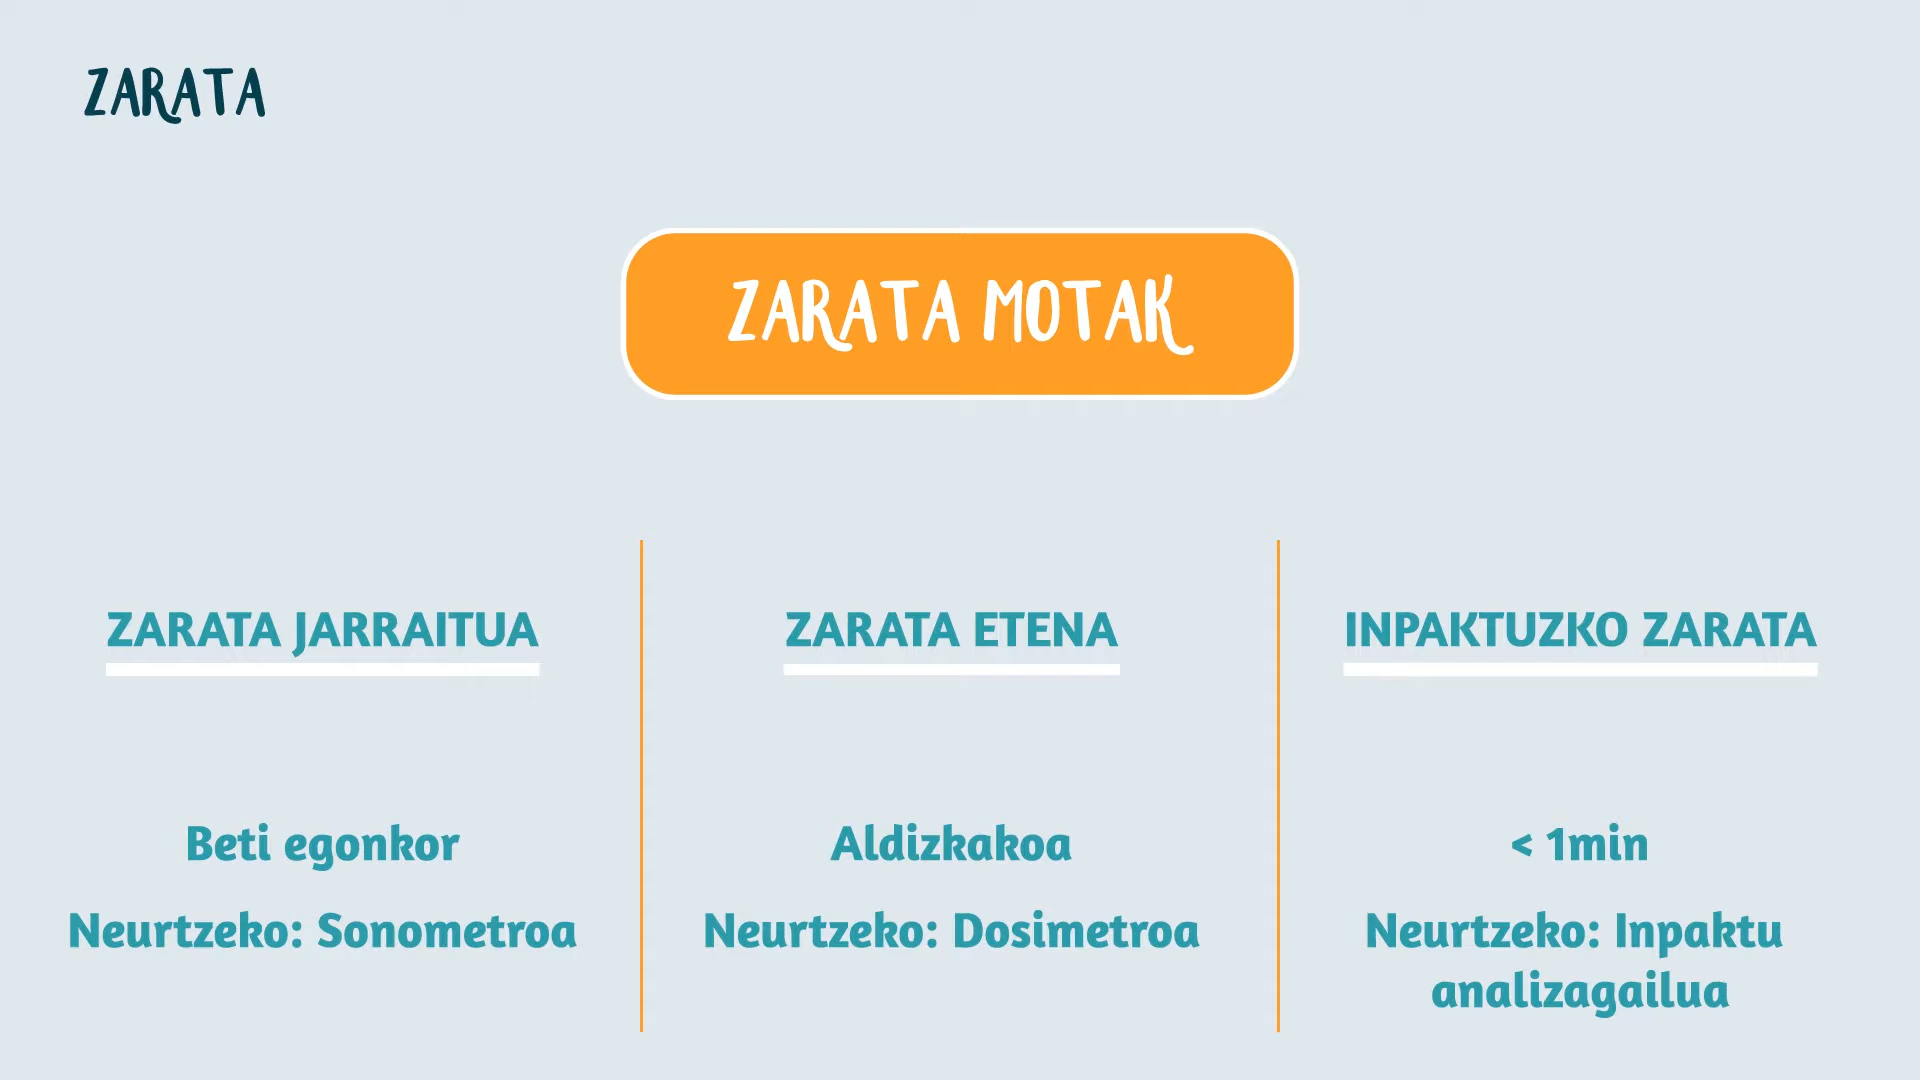 ZARATA
ZARATA MOTAK
ZARATA JARRAITUA
Beti egonkor
Neurtzeko: Sonometroa
ZARATA ETENA
Aldizkakoa
Neurtzeko: Dosimetroa
INPAKTUZKO ZARATA
< 1min
Neurtzeko: Inpaktu
analizagailua